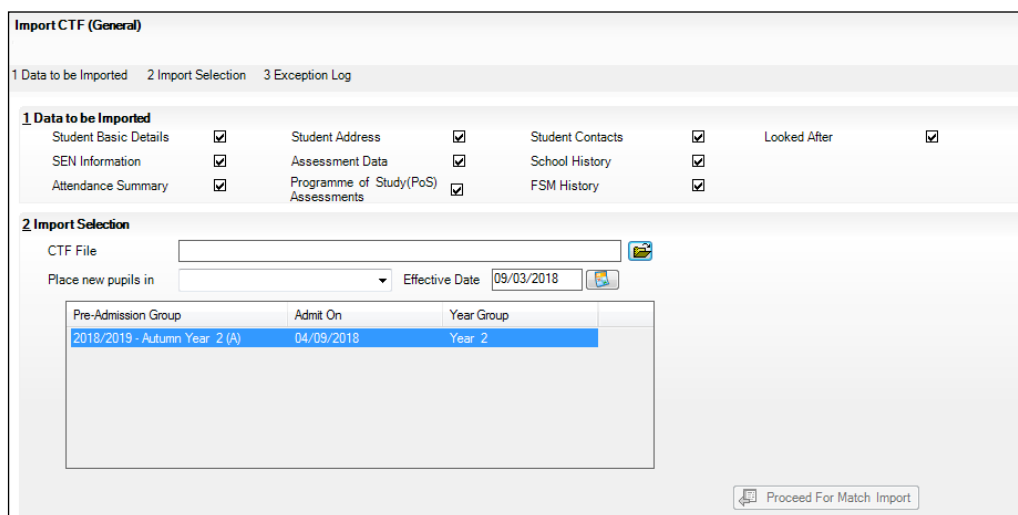 Import CTF (General)
1 Data to be Imported 2 Import Selection 3 Exception Log
1 Data to be Imported
Student Basic Details Student Address Student Contacts Looked After
SEN Information Assessment Data School History
Attendance Summary Programme of Study(PoS) Assessments FSM History
2 Import Selection
CTF File
Place new pupils in Effective Date 09/03/2018
Pre-Admission Group Admit On Year Group
2018/2019 - Autumn Year 2 (A) 04/09/2018 Year 2
Proceed For Match Import